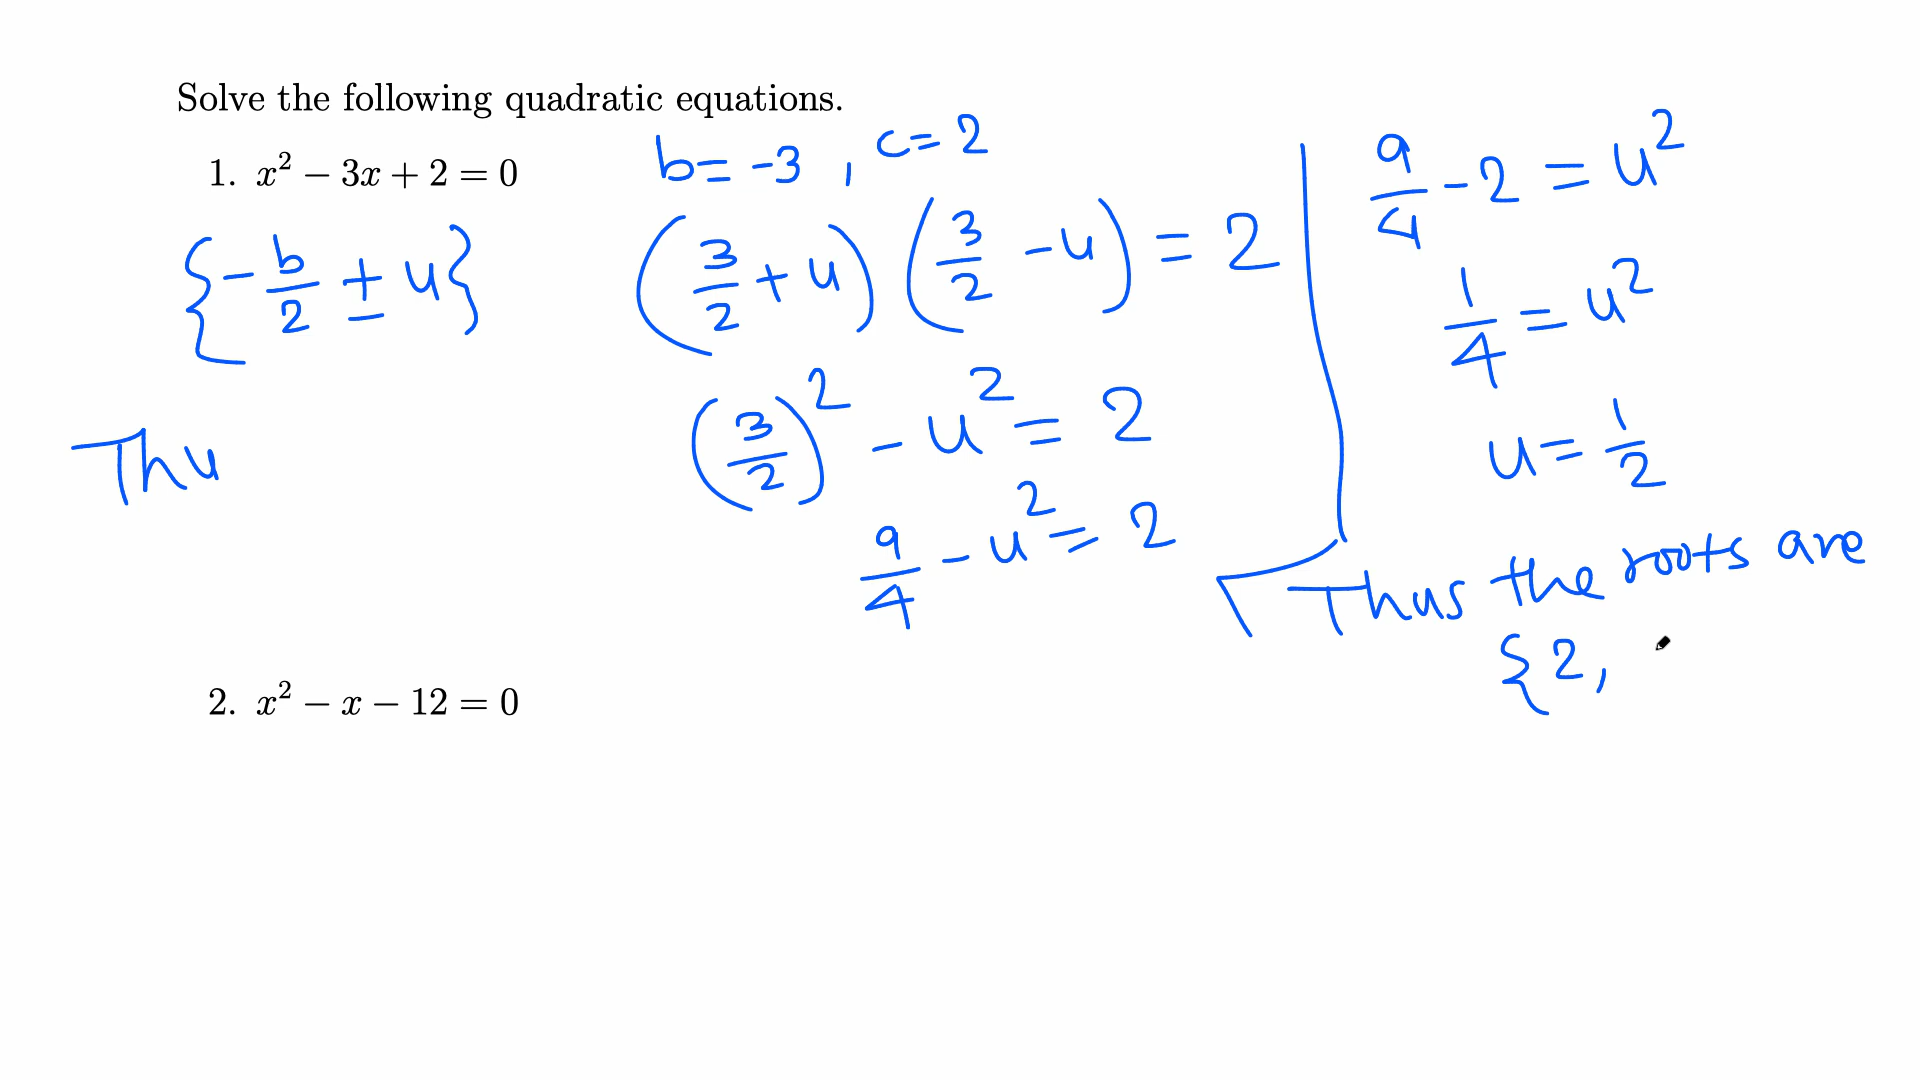 Solve the following quadratic equations.
1. x² − 3x + 2 = 0
b = -3 , c = 2
{-b/2 ± u}
(3/2 + u)(3/2 - u) = 2
(3/2)² - u² = 2
9/4 - u² = 2
Thu
9/4 - 2 = u²
1/4 = u²
u = 1/2
Thus the roots are
{2,
2. x² − x − 12 = 0